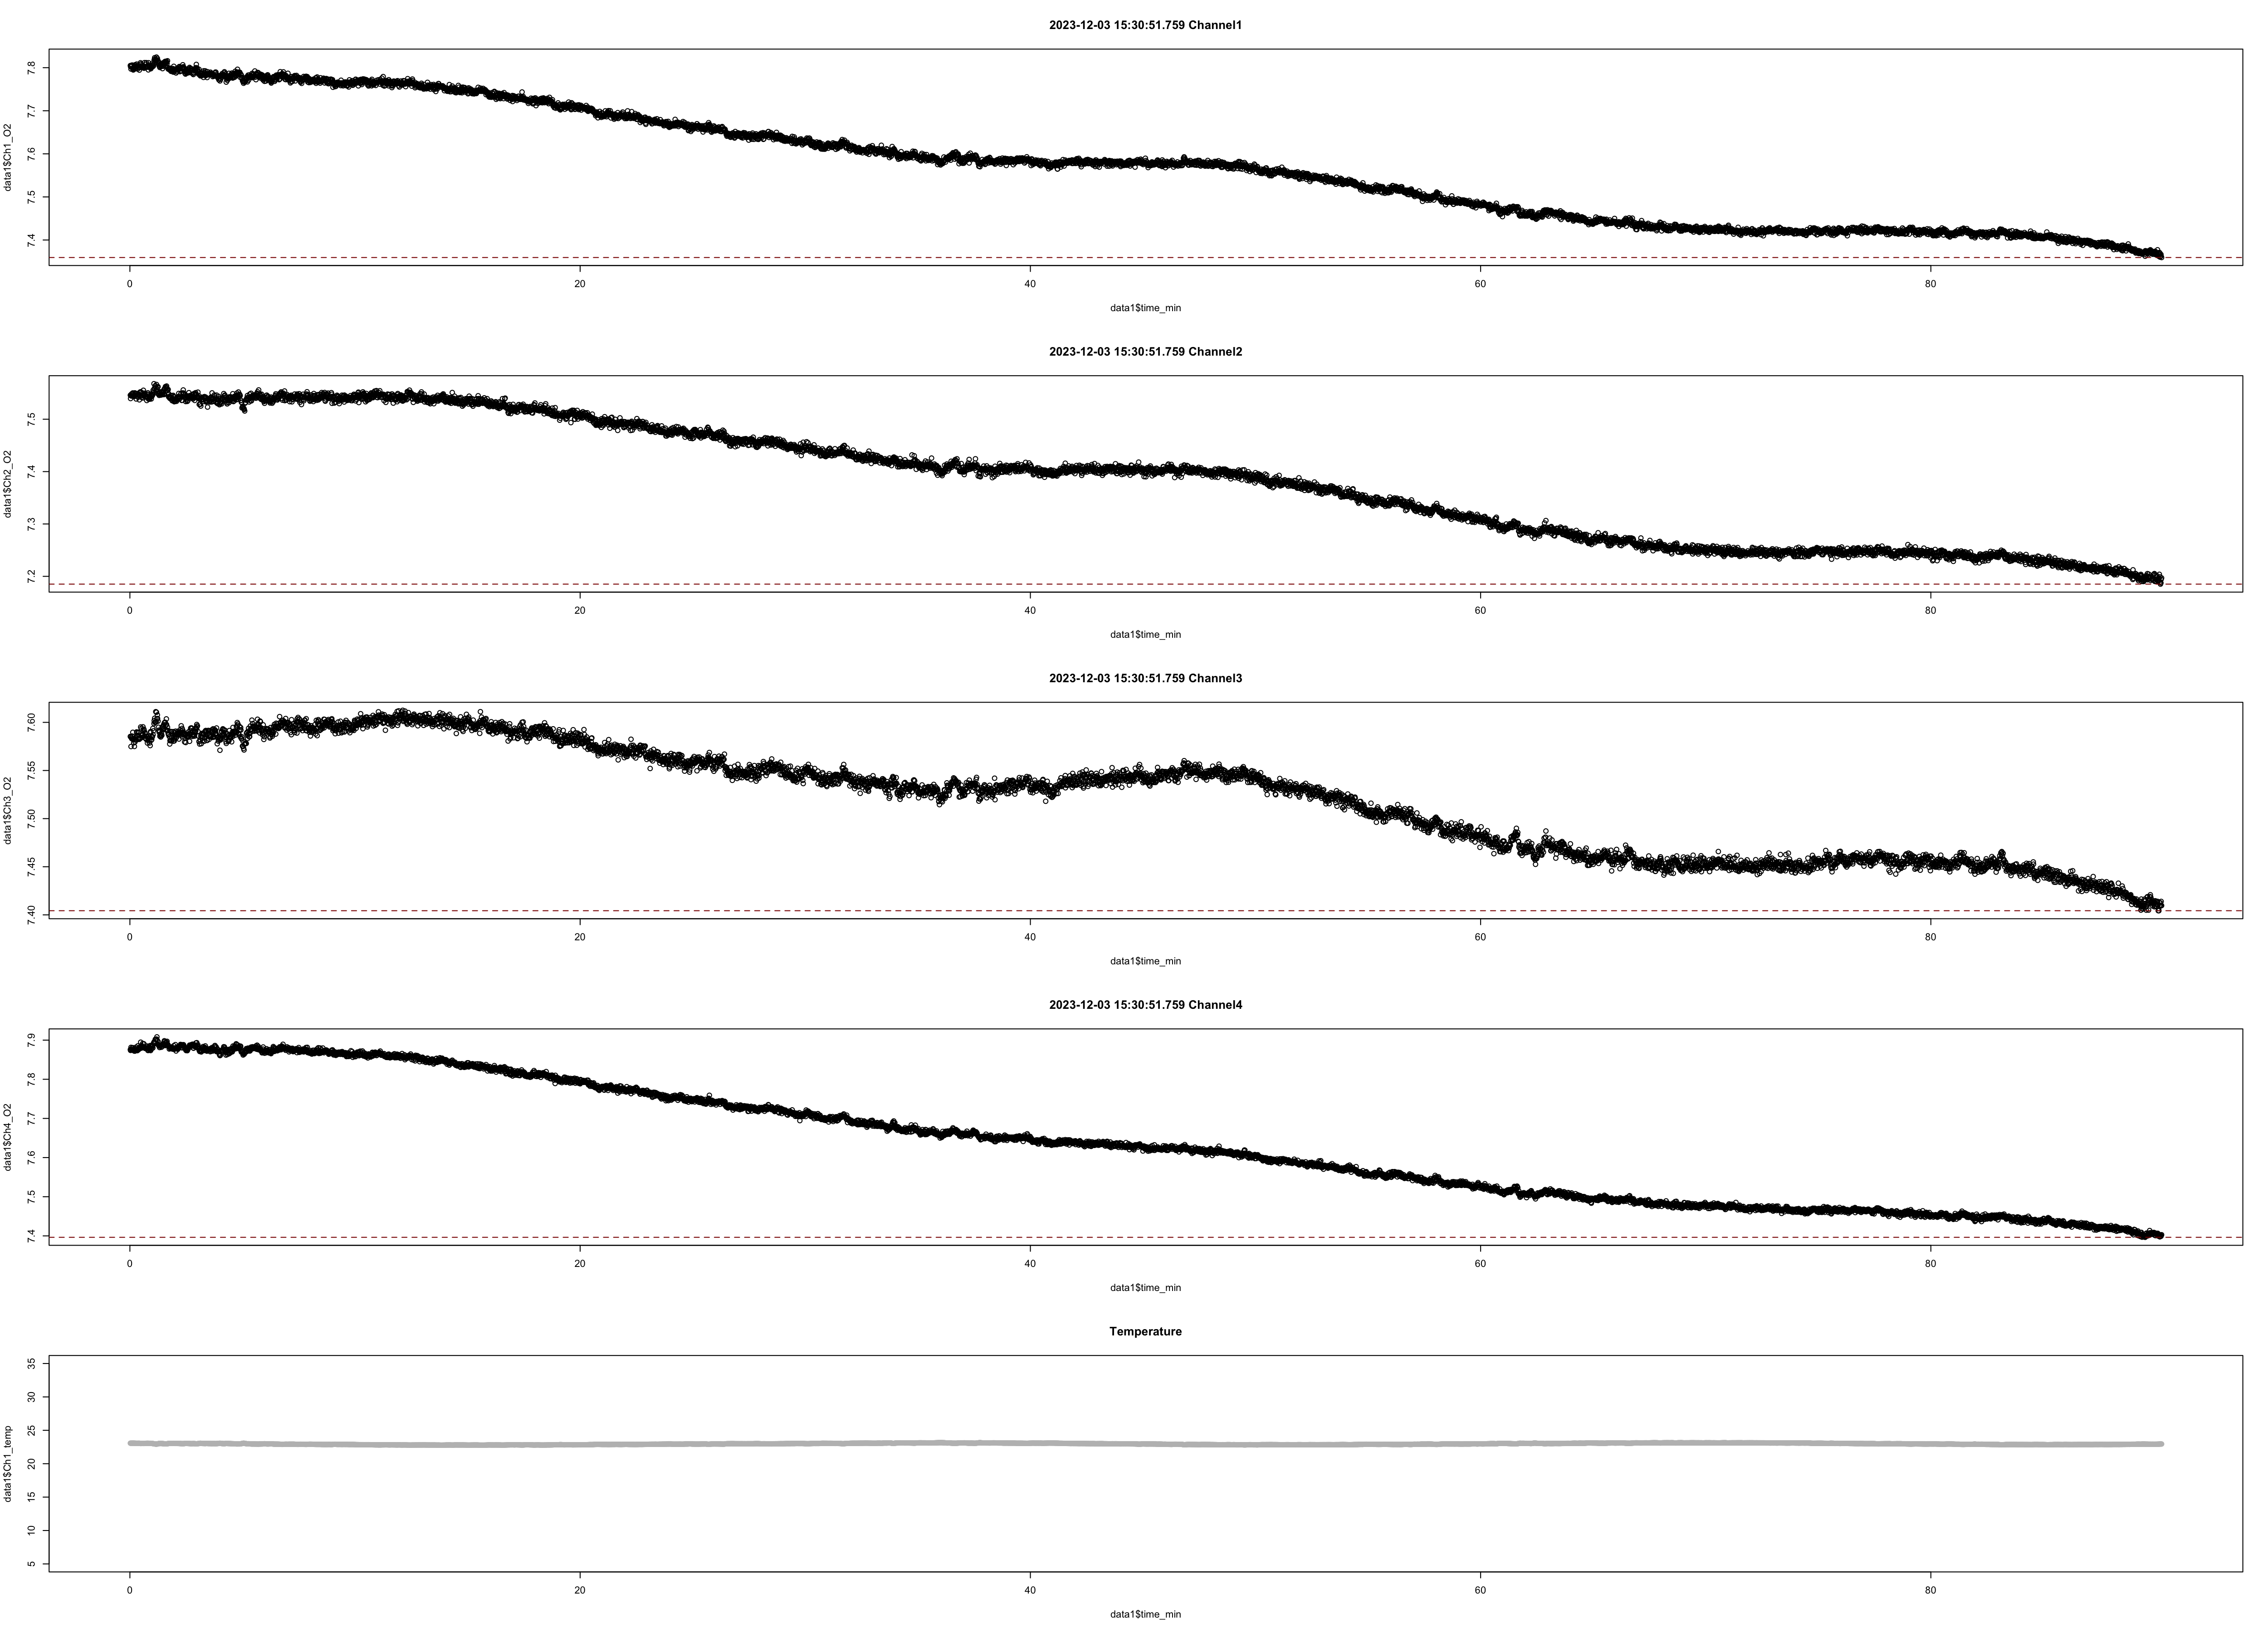 2023-12-03 15:30:51.759 Channel1
data1$Ch1_O2
7.8
7.7
7.6
7.5
7.4
0 20 40 60 80
data1$time_min
2023-12-03 15:30:51.759 Channel2
data1$Ch2_O2
7.5
7.4
7.3
7.2
0 20 40 60 80
data1$time_min
2023-12-03 15:30:51.759 Channel3
data1$Ch3_O2
7.60
7.55
7.50
7.45
7.40
0 20 40 60 80
data1$time_min
2023-12-03 15:30:51.759 Channel4
data1$Ch4_O2
7.9
7.8
7.7
7.6
7.5
7.4
0 20 40 60 80
data1$time_min
Temperature
data1$Ch1_temp
35
30
25
20
15
10
5
0 20 40 60 80
data1$time_min